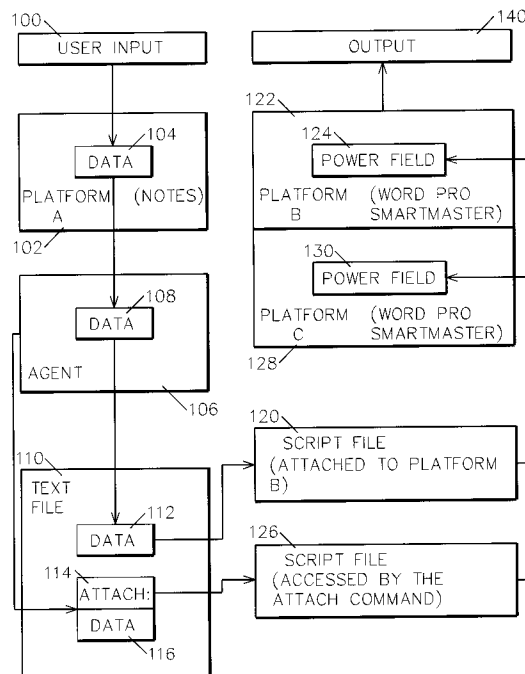 100
USER INPUT
104
DATA
PLATFORM (NOTES)
A
102
108
DATA
AGENT
106
110
TEXT
FILE
112
DATA
114
ATTACH:
DATA
116
140
OUTPUT
122
124
POWER FIELD
PLATFORM (WORD PRO
B SMARTMASTER)
130
POWER FIELD
PLATFORM (WORD PRO
C SMARTMASTER)
128
120
SCRIPT FILE
(ATTACHED TO PLATFORM
B)
126
SCRIPT FILE
(ACCESSED BY THE
ATTACH COMMAND)